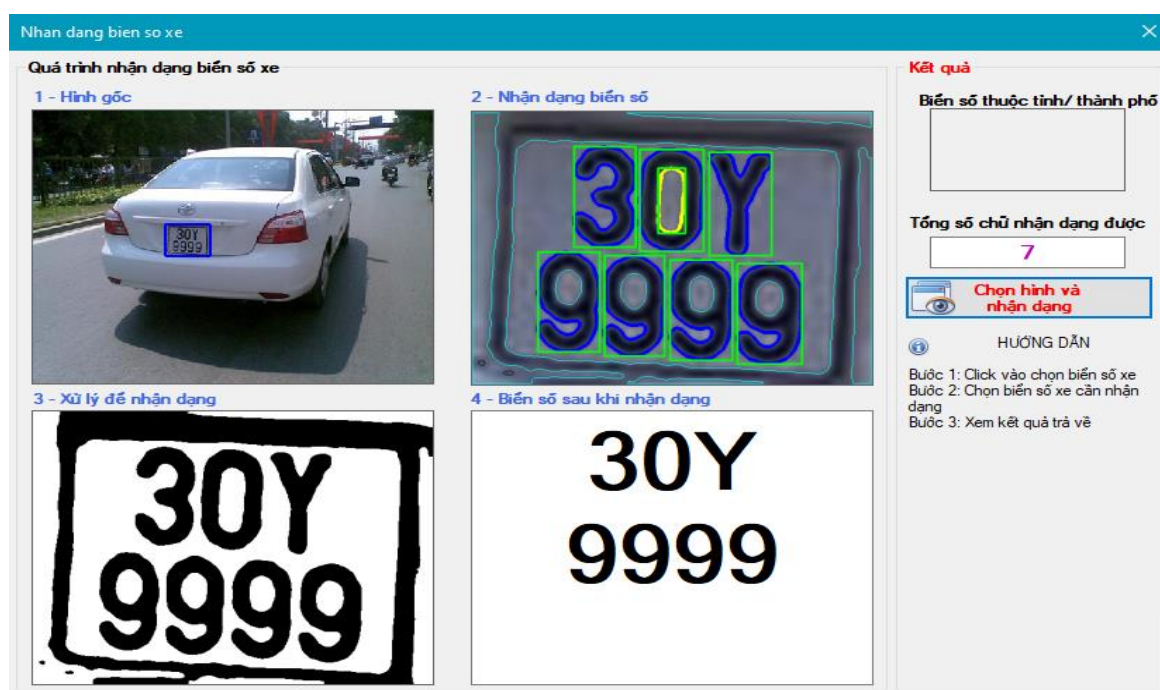 Nhan dang bien so xe
Quá trình nhận dạng biển số xe
1 - Hình gốc
30Y
9999
2 - Nhận dạng biển số
30Y
9999
3 - Xử lý để nhận dạng
30Y
9999
4 - Biển số sau khi nhận dạng
30Y
9999
Kết quả
Biển số thuộc tỉnh/ thành phố
Tổng số chữ nhận dạng được
7
Chọn hình và
nhận dạng
HƯỚNG DẪN
Bước 1: Click vào chọn biển số xe
Bước 2: Chọn biển số xe cần nhận
dạng
Bước 3: Xem kết quả trả về